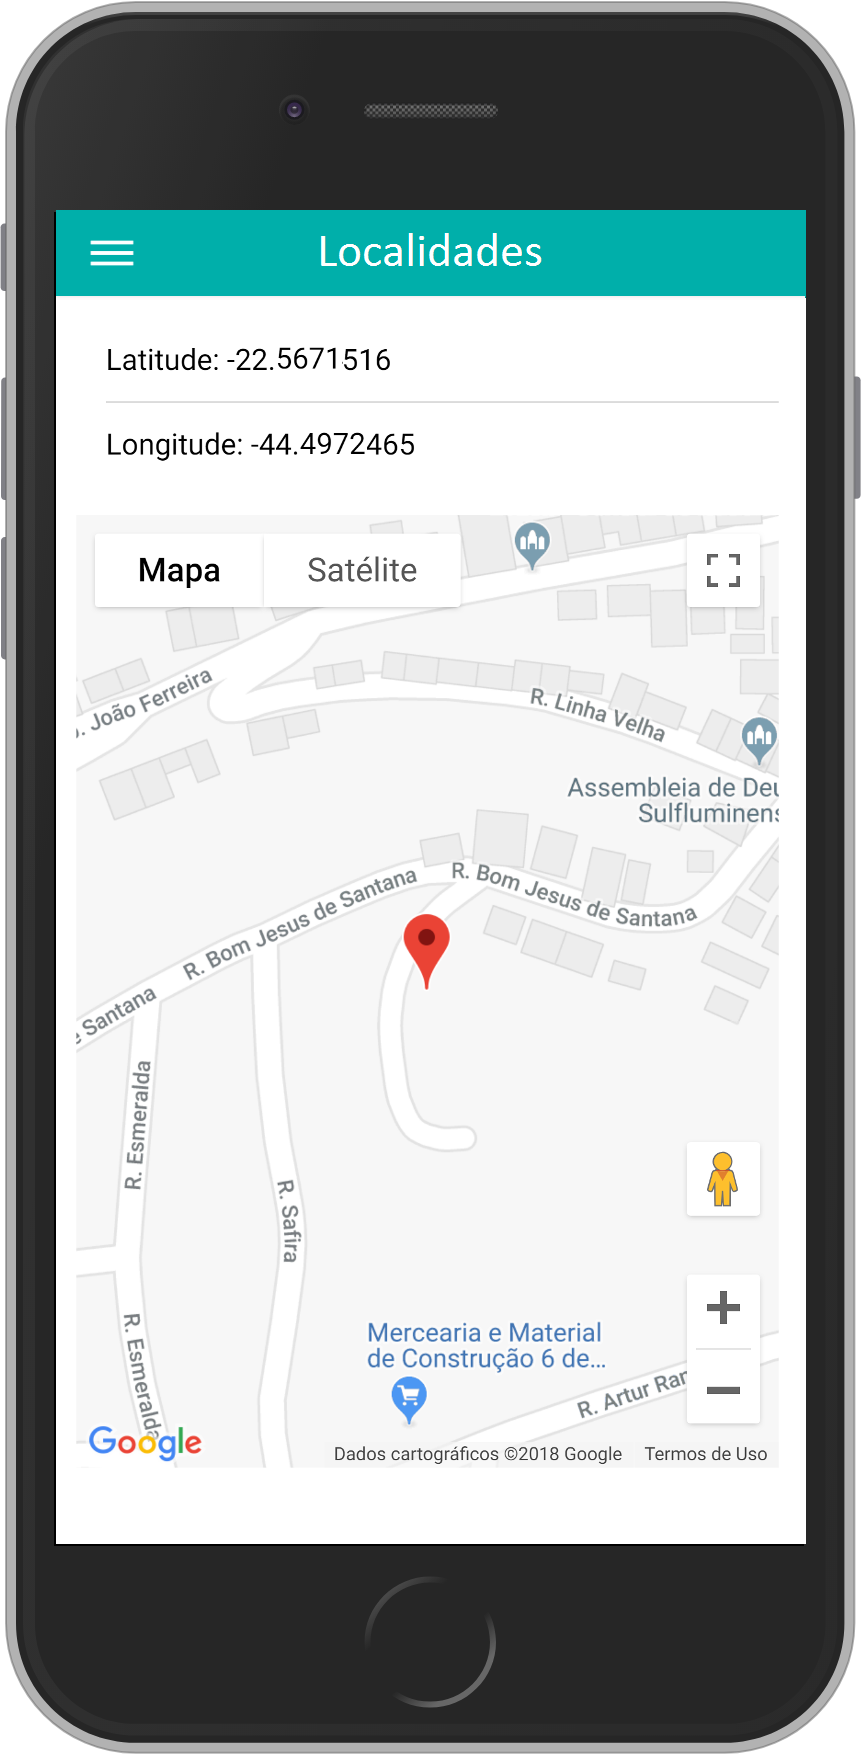 Localidades
Latitude: -22.5671516
Longitude: -44.4972465
Mapa
Satélite
. João Ferreira
R. Linha Velha
Assembleia de Deu
Sulfluminens
R. Bom Jesus de Santana
R. Bom Jesus de Santana
Santana
R. Esmeralda
R. Safira
R. Esmeralda
Mercearia e Material
de Construção 6 de...
R. Artur Ran
Google
Dados cartográficos ©2018 Google
Termos de Uso